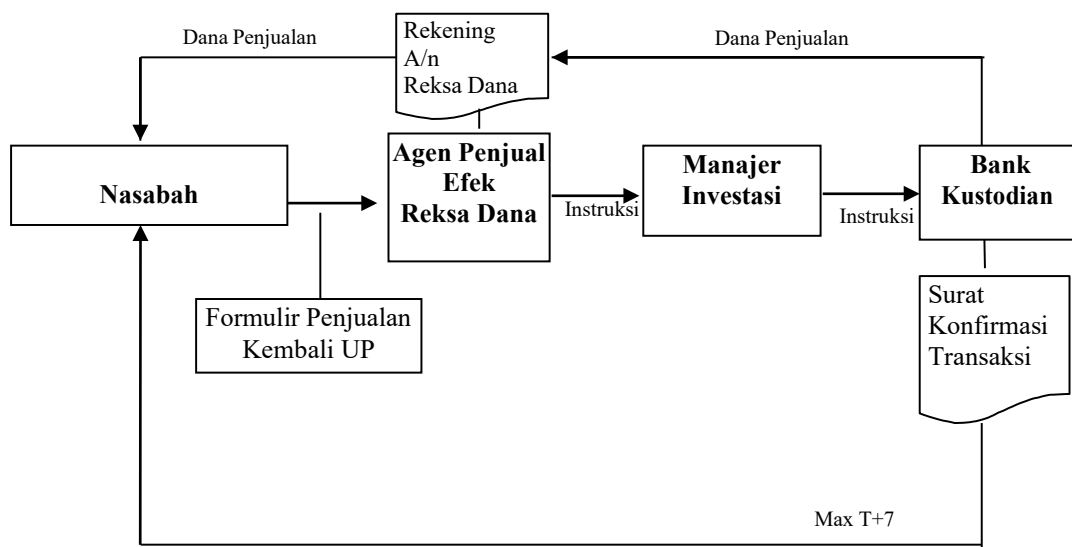 Dana Penjualan
Rekening
A/n
Reksa Dana
Dana Penjualan
Nasabah
Agen Penjual
Efek
Reksa Dana
Instruksi
Manajer
Investasi
Instruksi
Bank
Kustodian
Formulir Penjualan
Kembali UP
Surat
Konfirmasi
Transaksi
Max T+7